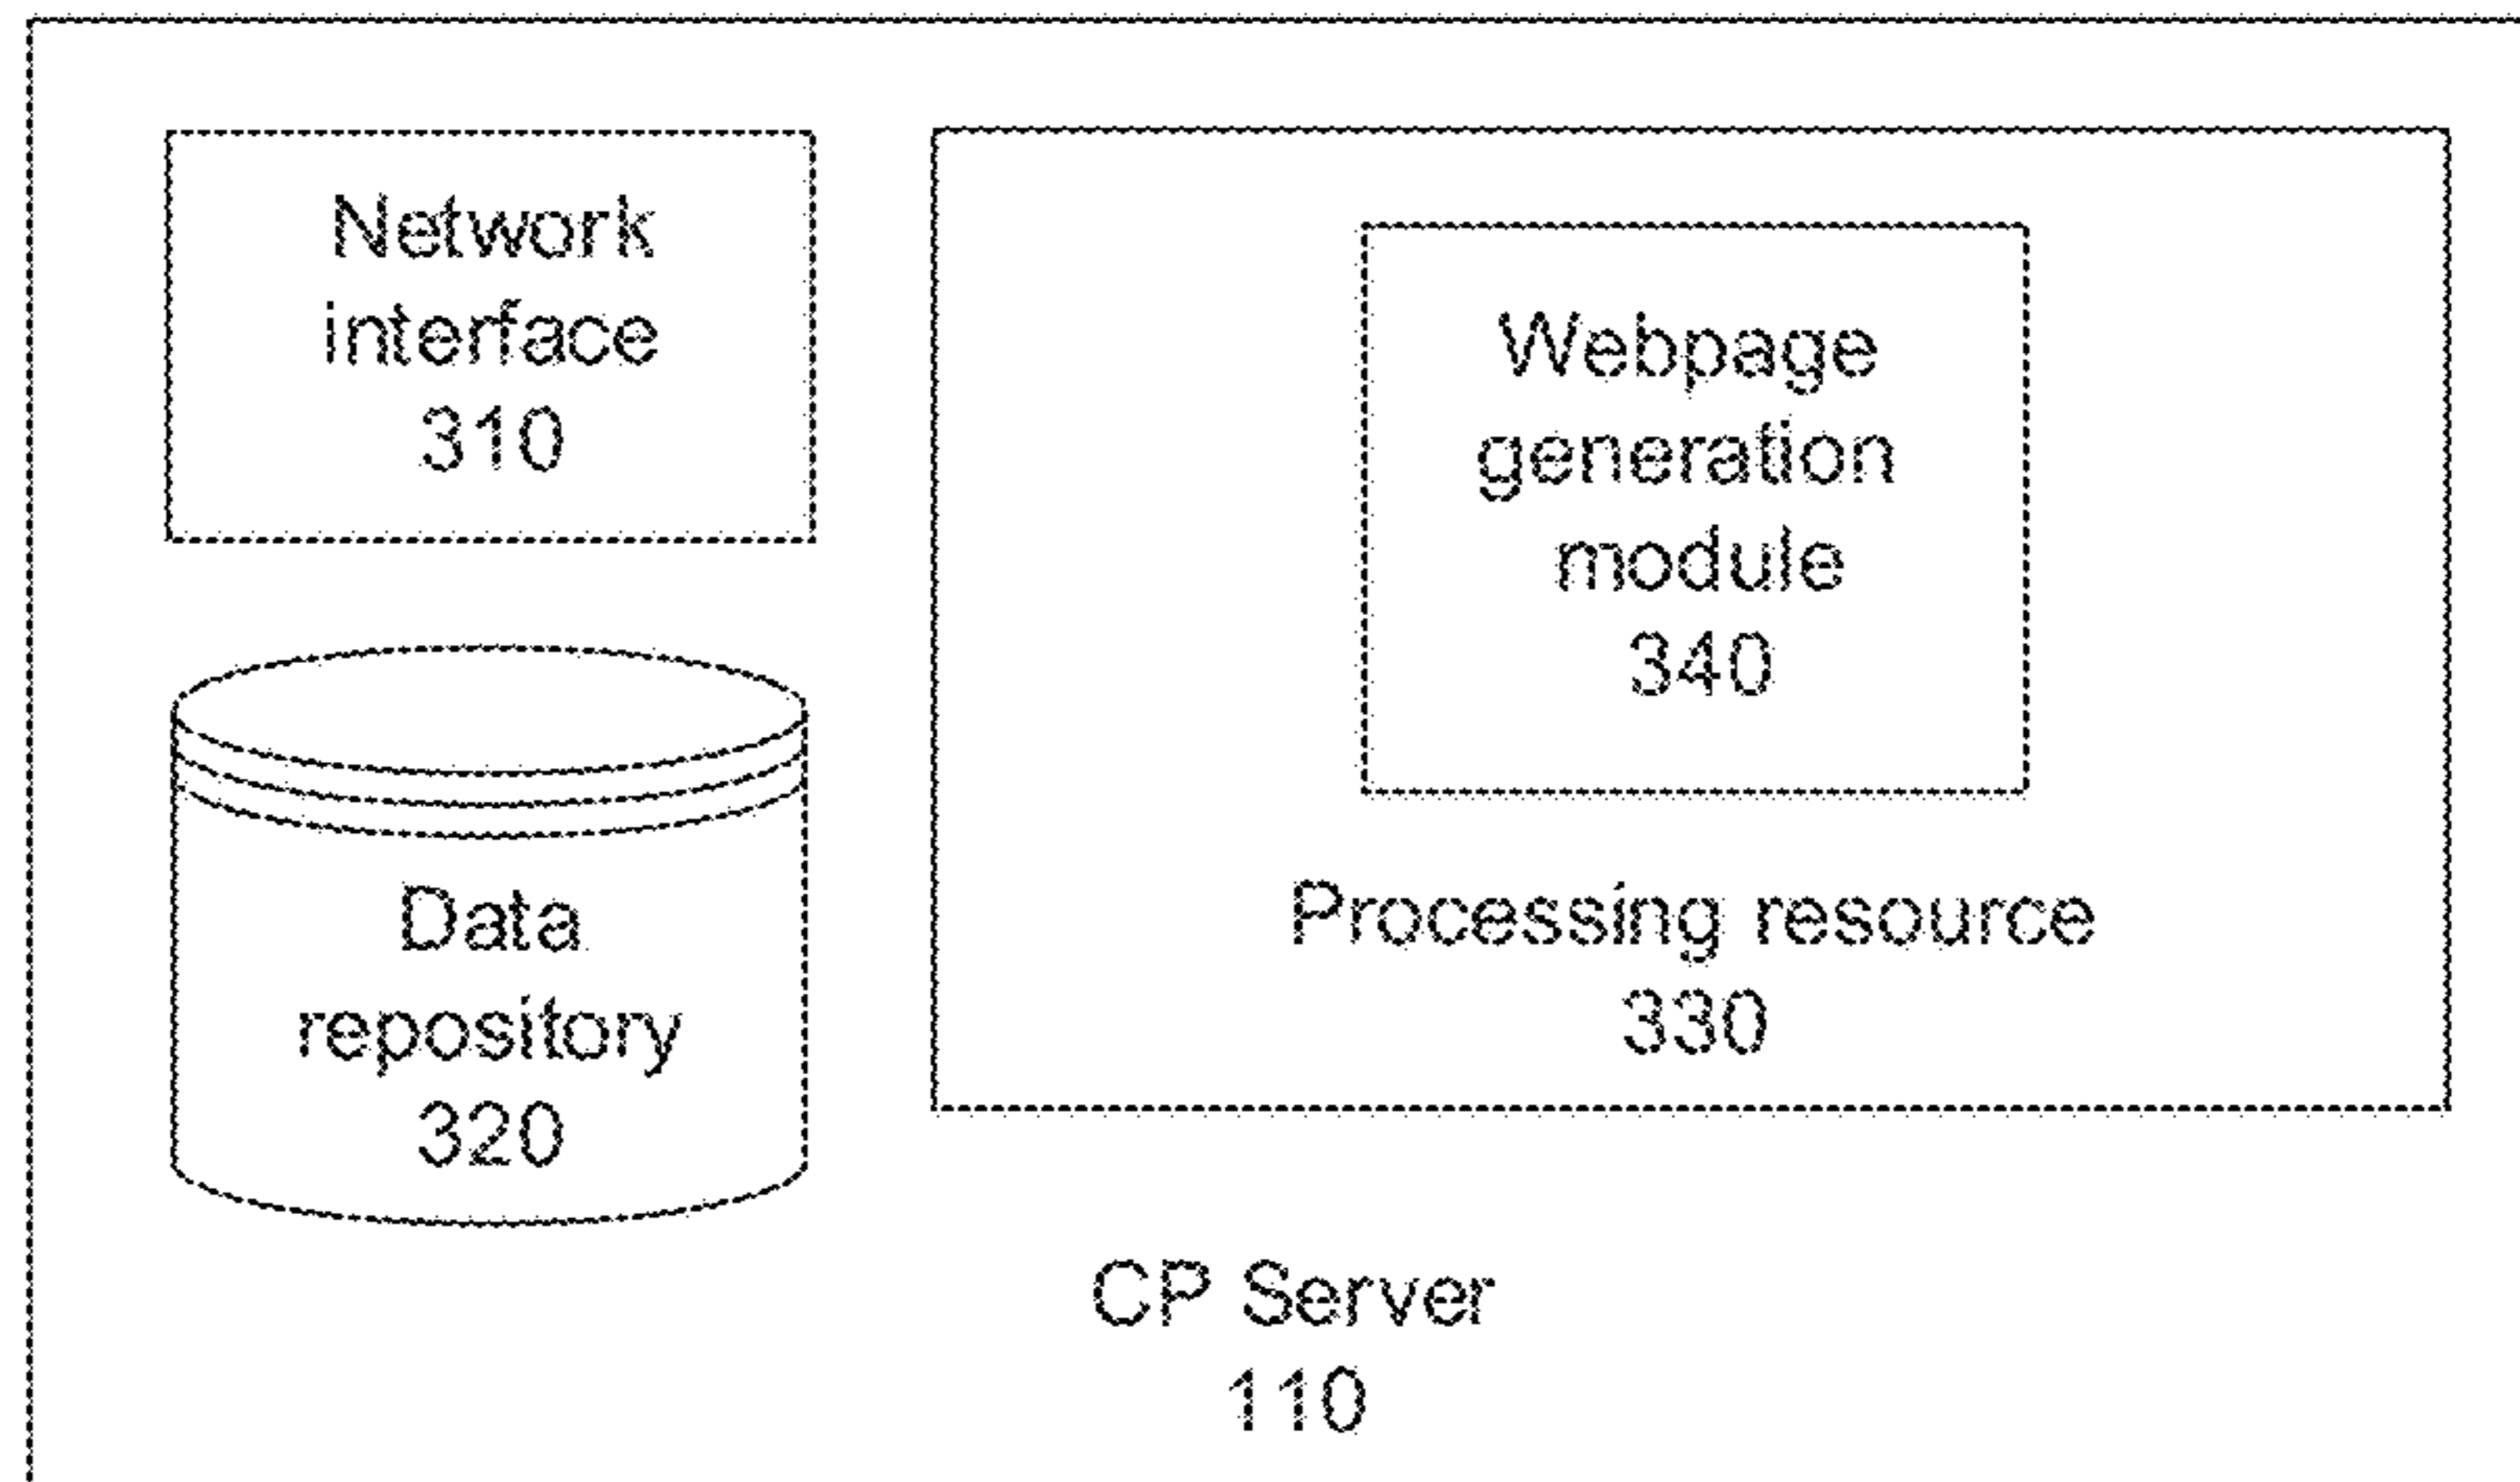 Network
interface
310
Webpage
generation
module
340
Data
repository
320
Processing resource
330
CP Server
110